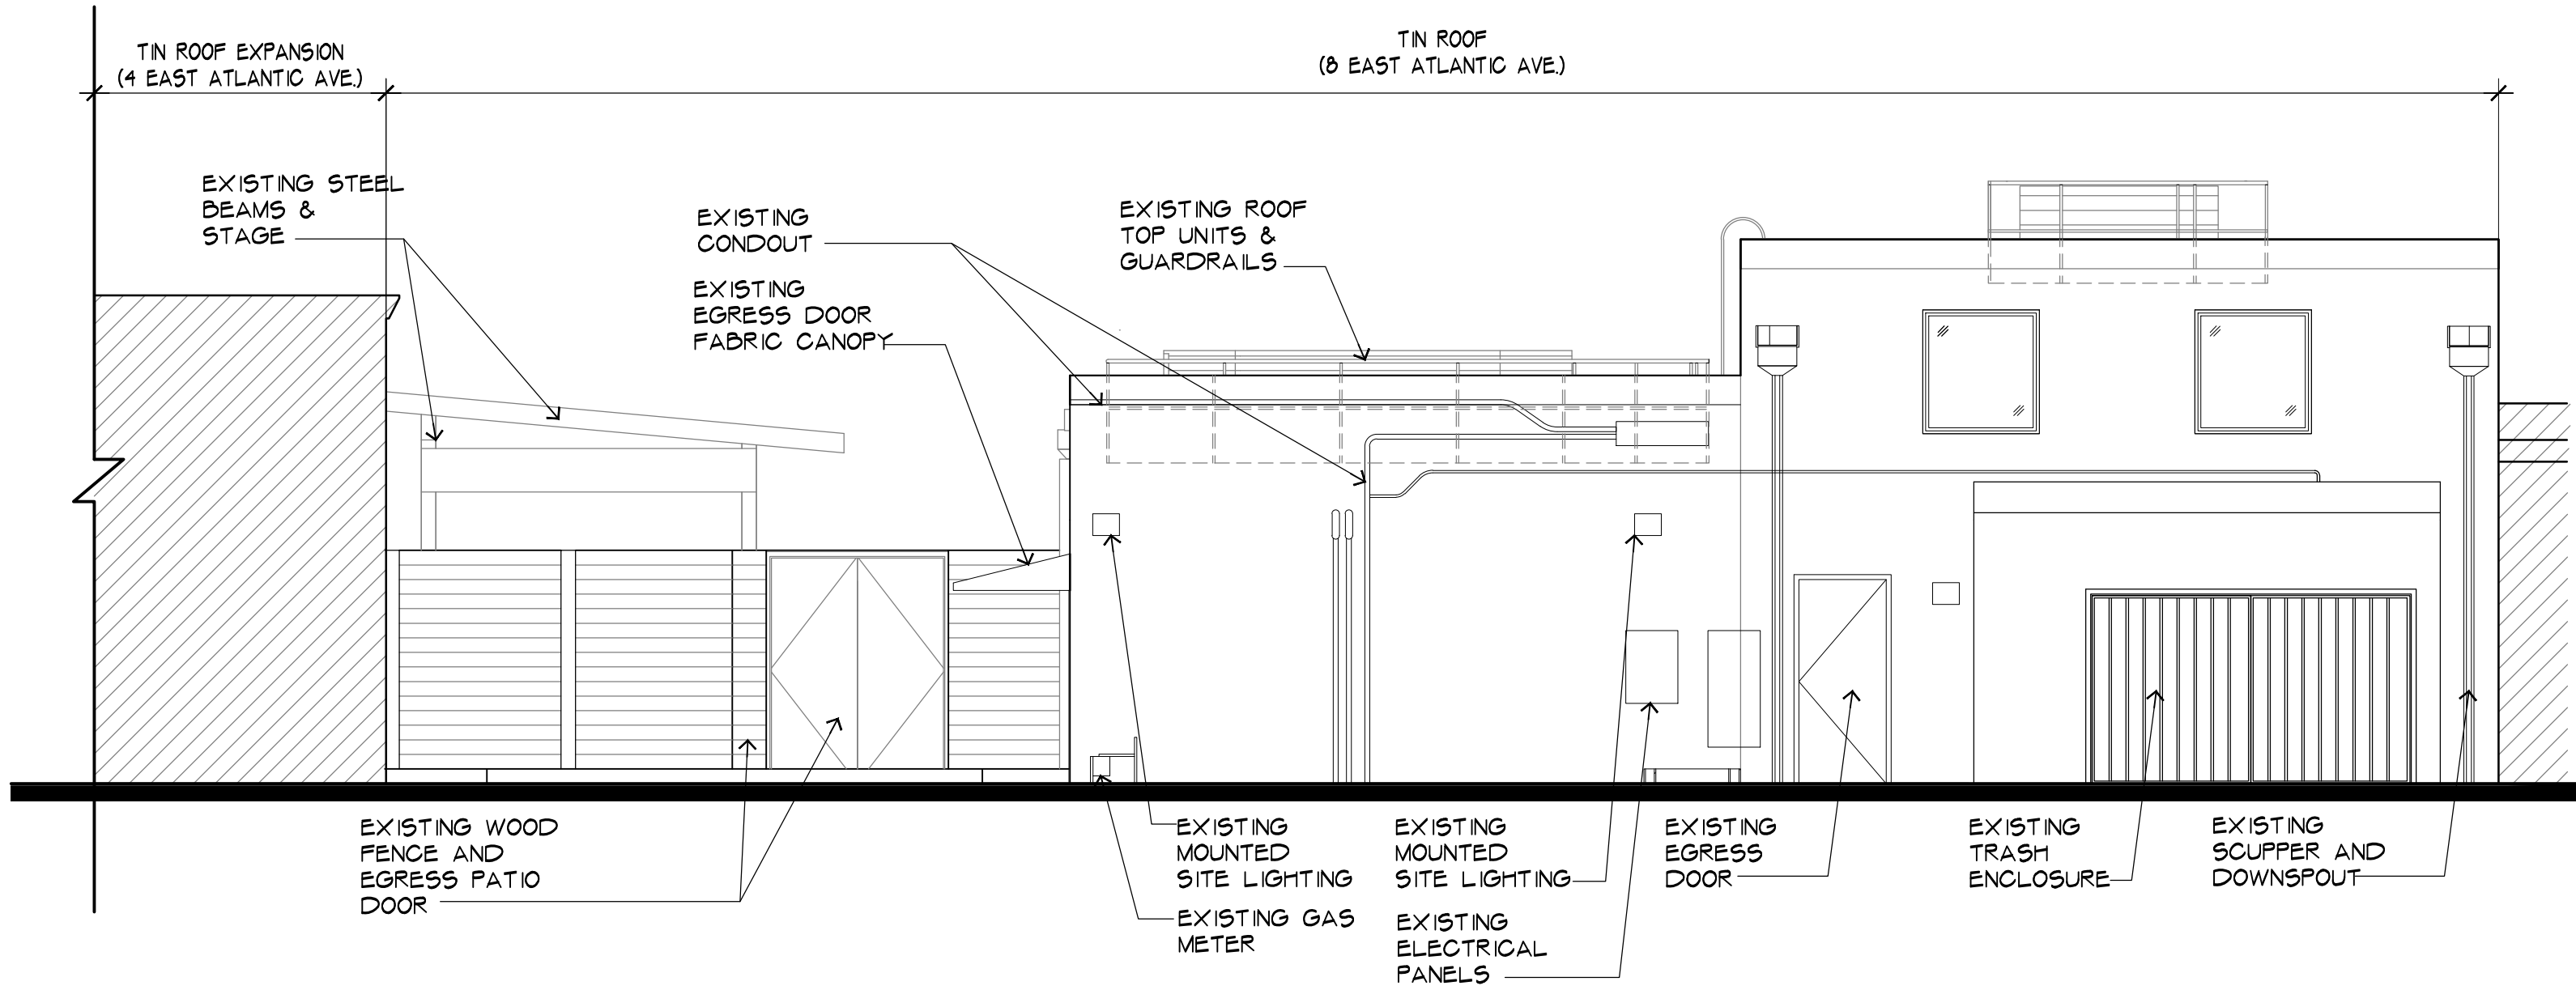 TIN ROOF EXPANSION
(4 EAST ATLANTIC AVE.)
TIN ROOF
(8 EAST ATLANTIC AVE.)
EXISTING STEEL
BEAMS &
STAGE
EXISTING
CONDOUT
EXISTING
EGRESS DOOR
FABRIC CANOPY
EXISTING ROOF
TOP UNITS &
GUARDRAILS
EXISTING WOOD
FENCE AND
EGRESS PATIO
DOOR
EXISTING
MOUNTED
SITE LIGHTING
EXISTING GAS
METER
EXISTING
MOUNTED
SITE LIGHTING
EXISTING
ELECTRICAL
PANELS
EXISTING
EGRESS
DOOR
EXISTING
TRASH
ENCLOSURE
EXISTING
SCUPPER AND
DOWNSPOUT